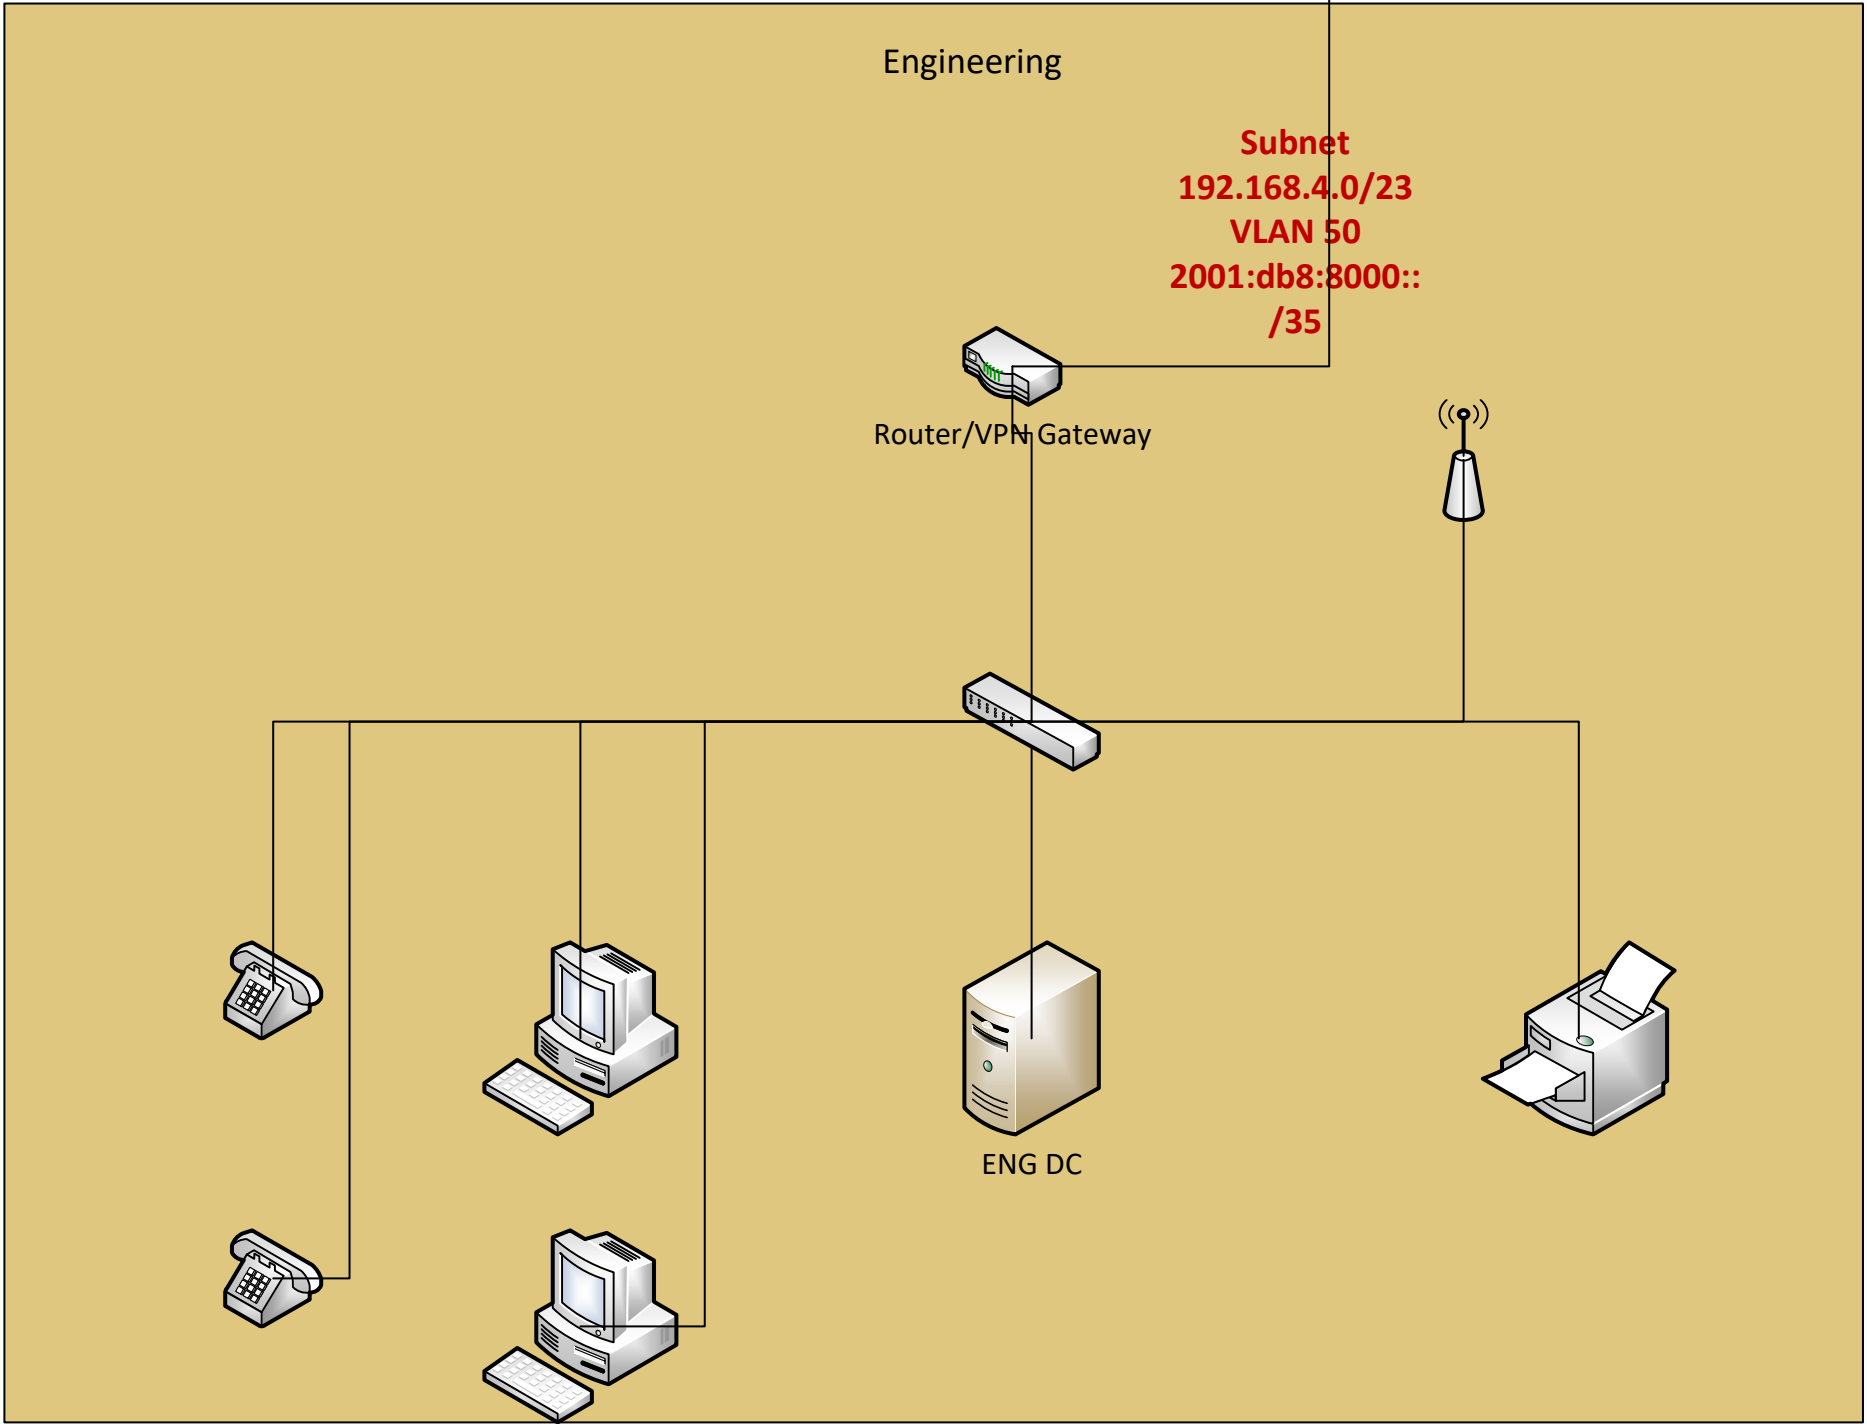 Engineering
Subnet
192.168.4.0/23
VLAN 50
2001:db8:8000::
/35
Router/VPN Gateway
ENG DC